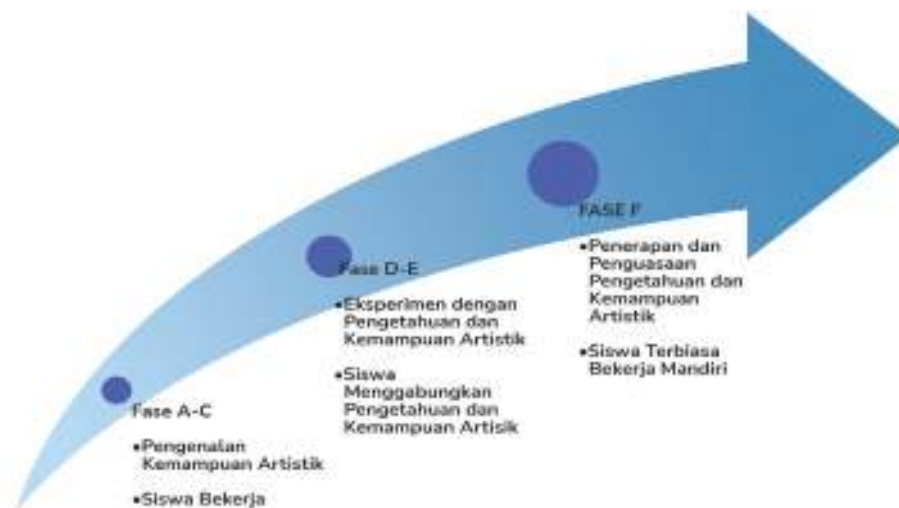 Fase A-C
•Pengenalan
Kemampuan Artistik
•Siswa Bekerja
Fase D-E
•Eksperimen dengan
Pengetahuan dan
Kemampuan Artistik
•Siswa
Menggabungkan
Pengetahuan dan
Kemampuan Artisik
FASE F
•Penerapan dan
Penguasaan
Pengetahuan dan
Kemampuan
Artistik
•Siswa Terbiasa
Bekerja Mandiri